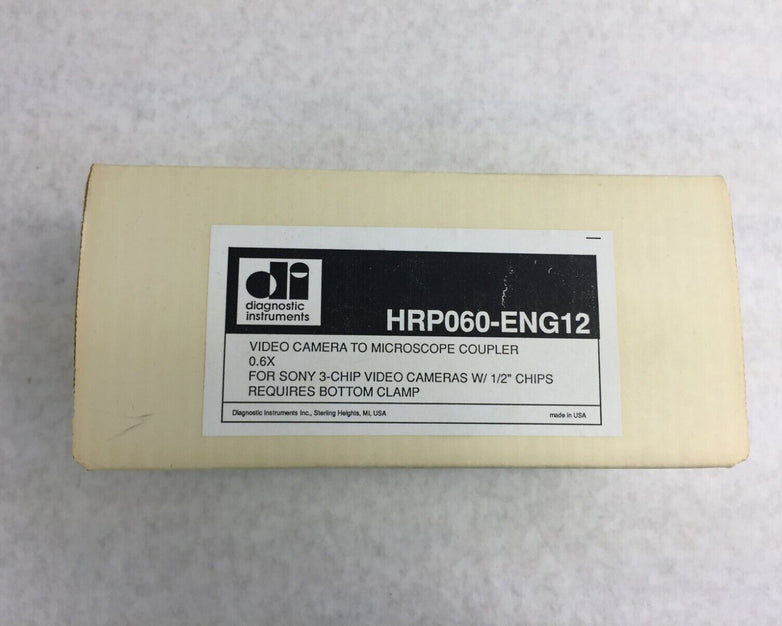 di
diagnostic
instruments
HRP060-ENG12
VIDEO CAMERA TO MICROSCOPE COUPLER
0.6X
FOR SONY 3-CHIP VIDEO CAMERAS W/ 1/2" CHIPS
REQUIRES BOTTOM CLAMP
Diagnostic Instruments Inc., Sterling Heights, MI, USA
made in USA